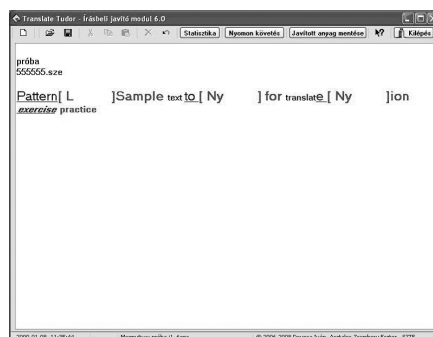 Translate Tudor - Írásbeli javító modul 6.0
Statisztika Nyomon követés Javított anyag mentése Kilépés
próba
555555.sze
Pattern[ L ]Sample text to [ Ny ] for translate [ Ny ]ion
exercise practice